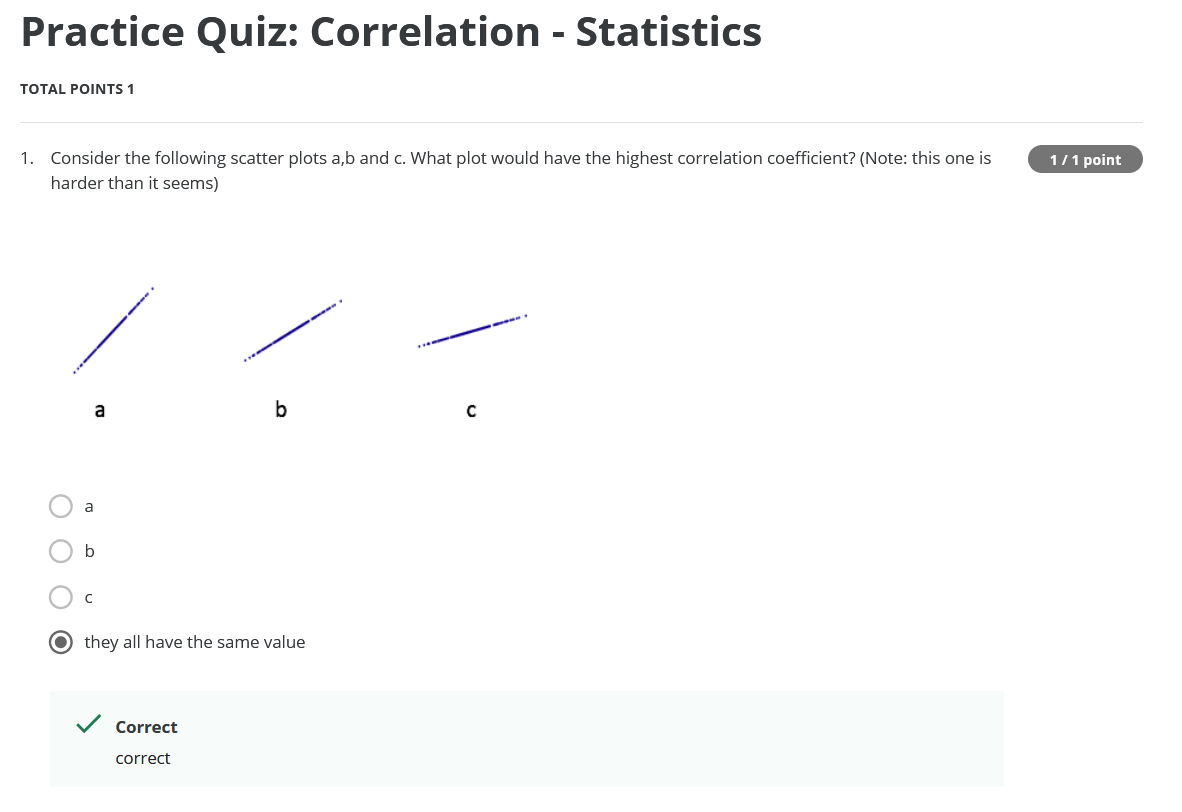 Practice Quiz: Correlation - Statistics
TOTAL POINTS 1
1. Consider the following scatter plots a,b and c. What plot would have the highest correlation coefficient? (Note: this one is
harder than it seems)
1 / 1 point
a
b
c
a
b
c
they all have the same value
Correct
correct